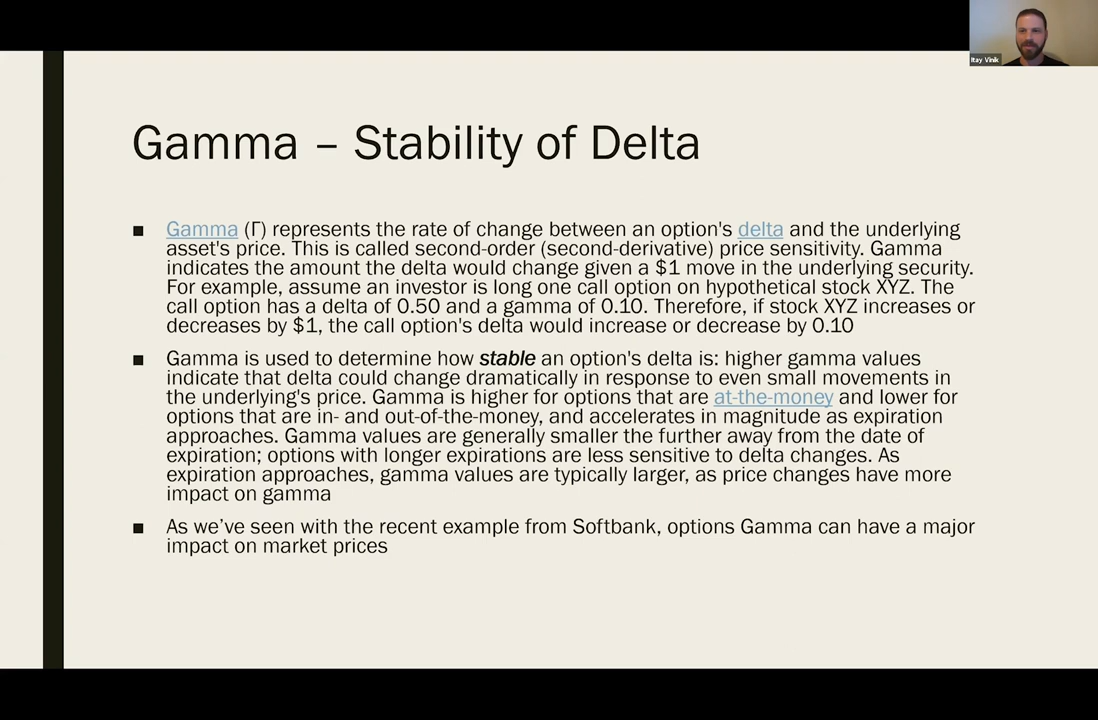 Itay Vinik
Gamma – Stability of Delta
■ Gamma (Γ) represents the rate of change between an option's delta and the underlying
asset's price. This is called second-order (second-derivative) price sensitivity. Gamma
indicates the amount the delta would change given a $1 move in the underlying security.
For example, assume an investor is long one call option on hypothetical stock XYZ. The
call option has a delta of 0.50 and a gamma of 0.10. Therefore, if stock XYZ increases or
decreases by $1, the call option's delta would increase or decrease by 0.10
■ Gamma is used to determine how stable an option's delta is: higher gamma values
indicate that delta could change dramatically in response to even small movements in
the underlying's price. Gamma is higher for options that are at-the-money and lower for
options that are in- and out-of-the-money, and accelerates in magnitude as expiration
approaches. Gamma values are generally smaller the further away from the date of
expiration; options with longer expirations are less sensitive to delta changes. As
expiration approaches, gamma values are typically larger, as price changes have more
impact on gamma
■ As we've seen with the recent example from Softbank, options Gamma can have a major
impact on market prices